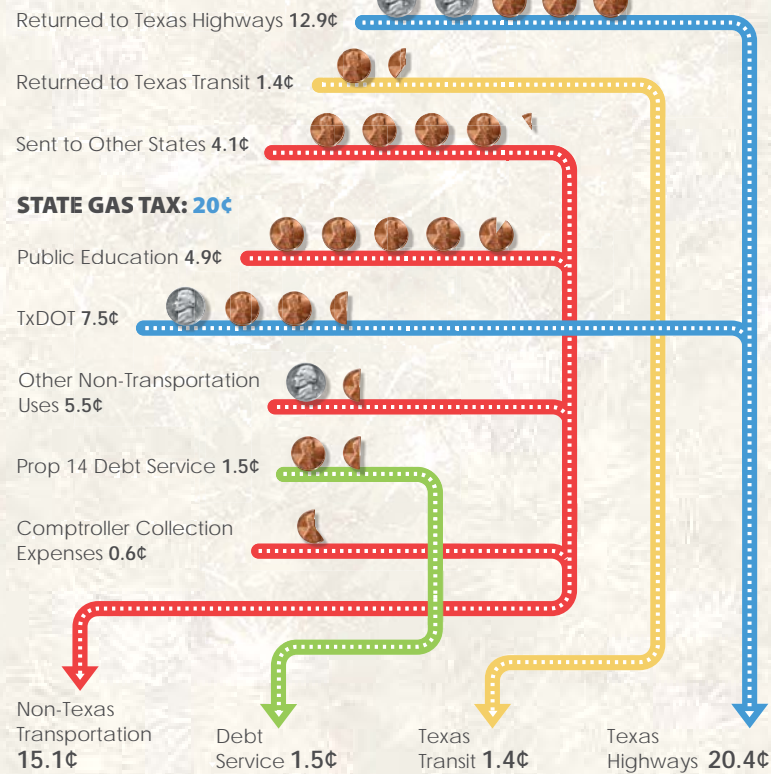 Returned to Texas Highways 12.9¢
Returned to Texas Transit 1.4¢
Sent to Other States 4.1¢
STATE GAS TAX: 20¢
Public Education 4.9¢
TxDOT 7.5¢
Other Non-Transportation
Uses 5.5¢
Prop 14 Debt Service 1.5¢
Comptroller Collection
Expenses 0.6¢
Non-Texas
Transportation
15.1¢
Debt
Service 1.5¢
Texas
Transit 1.4¢
Texas
Highways 20.4¢